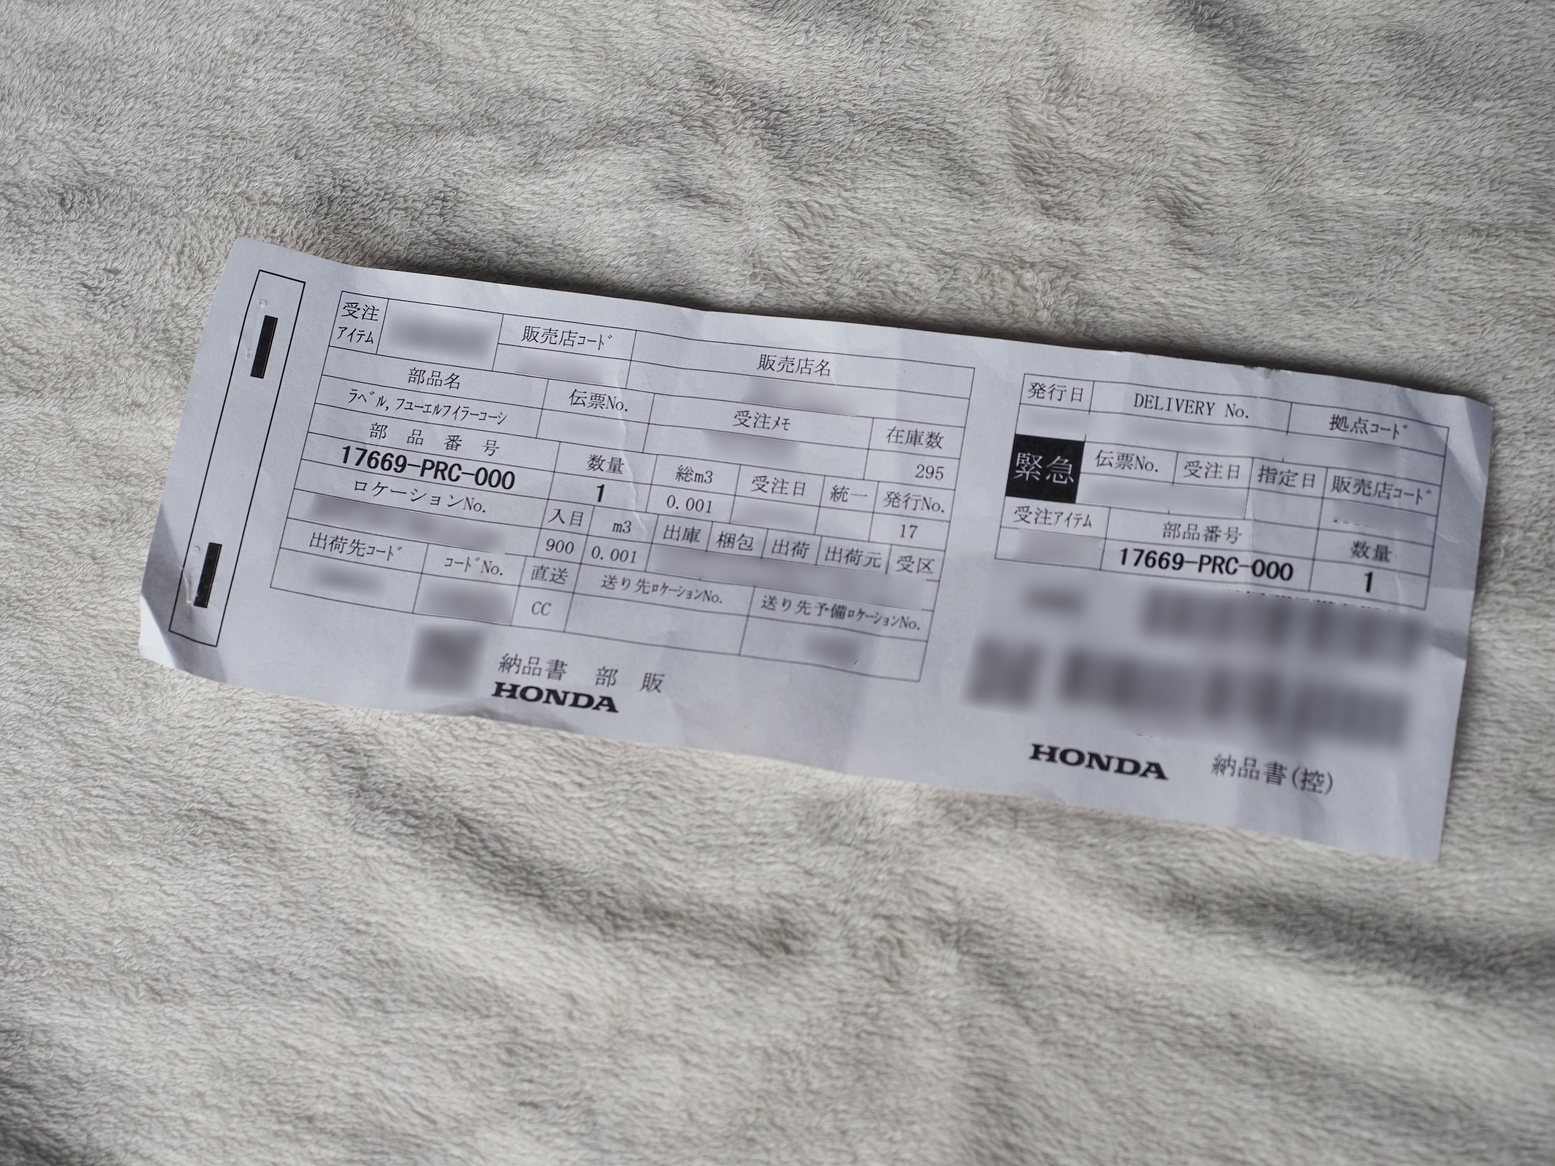 受注
アイテム
販売店コード
販売店名
部品名
ラベル,フューエルフイラーコーシ
伝票No.
受注メモ
在庫数
295
部 品 番 号
17669-PRC-000
数量
1
総m3
0.001
受注日
統一
発行No.
17
ロケーションNo.
入目
900
m3
0.001
出庫
梱包
出荷
出荷元
受区
出荷先コード
コードNo.
直送
CC
送り先ロケーションNo.
送り先予備ロケーションNo.
納品書 部 販
HONDA
発行日
DELIVERY No.
拠点コード
緊急
伝票No.
受注日
指定日
販売店コード
受注アイテム
部品番号
17669-PRC-000
数量
1
HONDA
納品書(控)